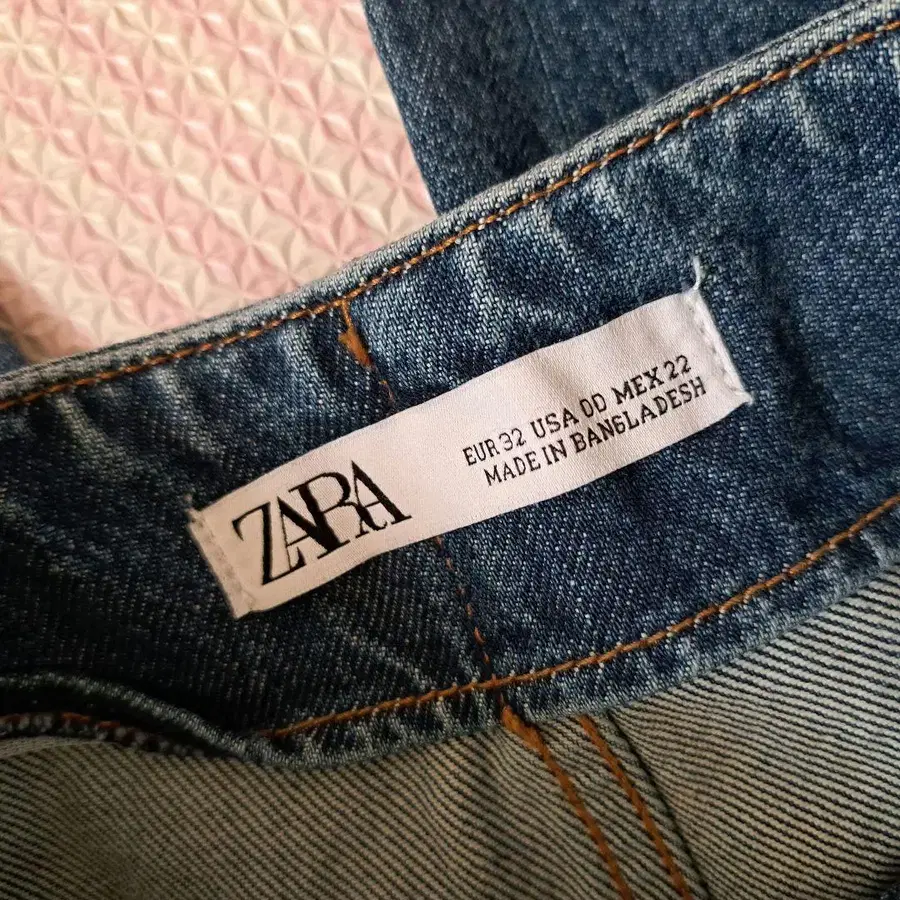 ZARA
EUR 32 USA 00 MEX 22
MADE IN BANGLADESH